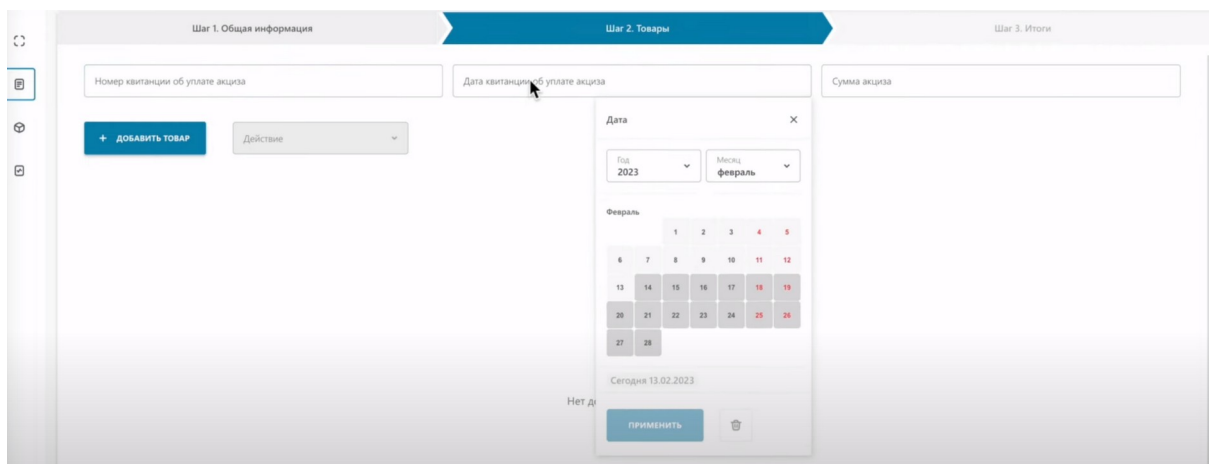 Шаг 1. Общая информация
Шаг 2. Товары
Шаг 3. Итоги
Номер квитанции об уплате акциза
Дата квитанции об уплате акциза
Сумма акциза
+ ДОБАВИТЬ ТОВАР
Действие
Дата
Год
2023
Месяц
февраль
Февраль
1 2 3 4 5
6 7 8 9 10 11 12
13 14 15 16 17 18 19
20 21 22 23 24 25 26
27 28
Сегодня 13.02.2023
Нет
ПРИМЕНИТЬ